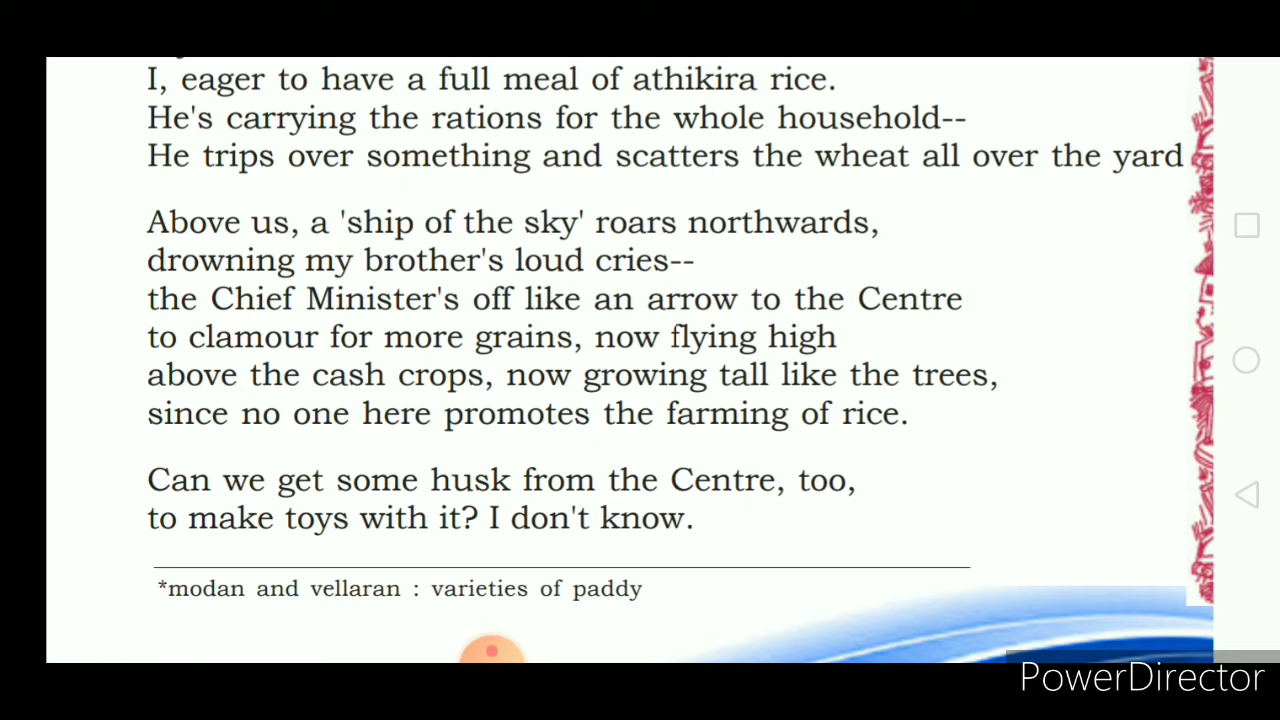 I, eager to have a full meal of athikira rice.
He's carrying the rations for the whole household--
He trips over something and scatters the wheat all over the yard
Above us, a 'ship of the sky' roars northwards,
drowning my brother's loud cries--
the Chief Minister's off like an arrow to the Centre
to clamour for more grains, now flying high
above the cash crops, now growing tall like the trees,
since no one here promotes the farming of rice.
Can we get some husk from the Centre, too,
to make toys with it? I don't know.
*modan and vellaran : varieties of paddy
PowerDirector